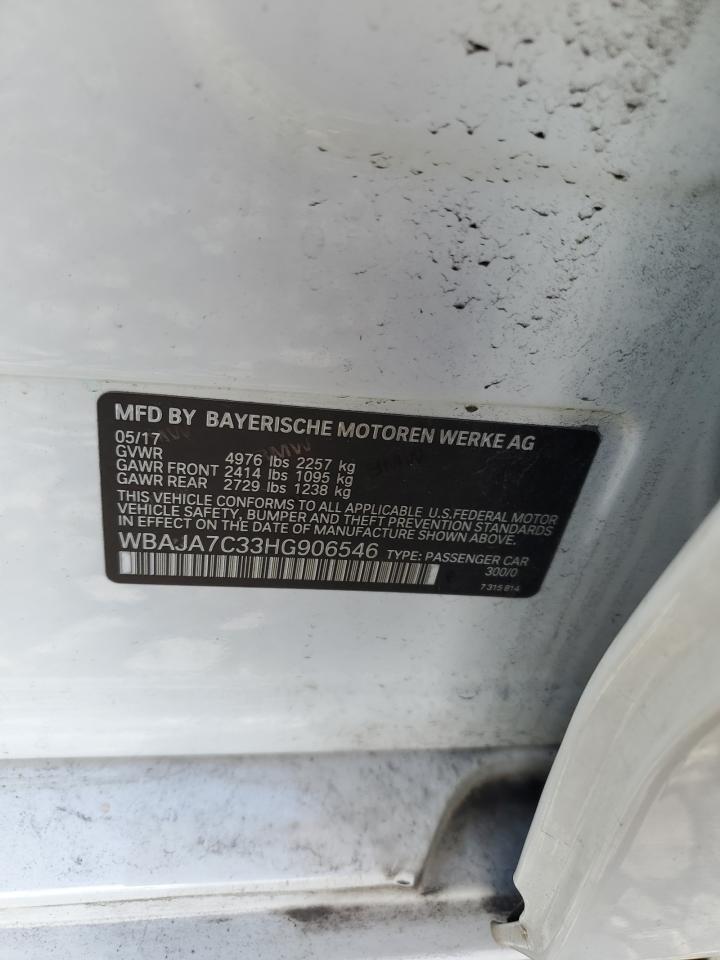 MFD BY BAYERISCHE MOTOREN WERKE AG
05/17
GVWR 4976 lbs 2257 kg
GAWR FRONT 2414 lbs 1095 kg
GAWR REAR 2729 lbs 1238 kg
THIS VEHICLE CONFORMS TO ALL APPLICABLE U.S.FEDERAL MOTOR
VEHICLE SAFETY, BUMPER AND THEFT PREVENTION STANDARDS
IN EFFECT ON THE DATE OF MANUFACTURE SHOWN ABOVE.
WBAJA7C33HG906546 TYPE: PASSENGER CAR
300/0
7 315 814